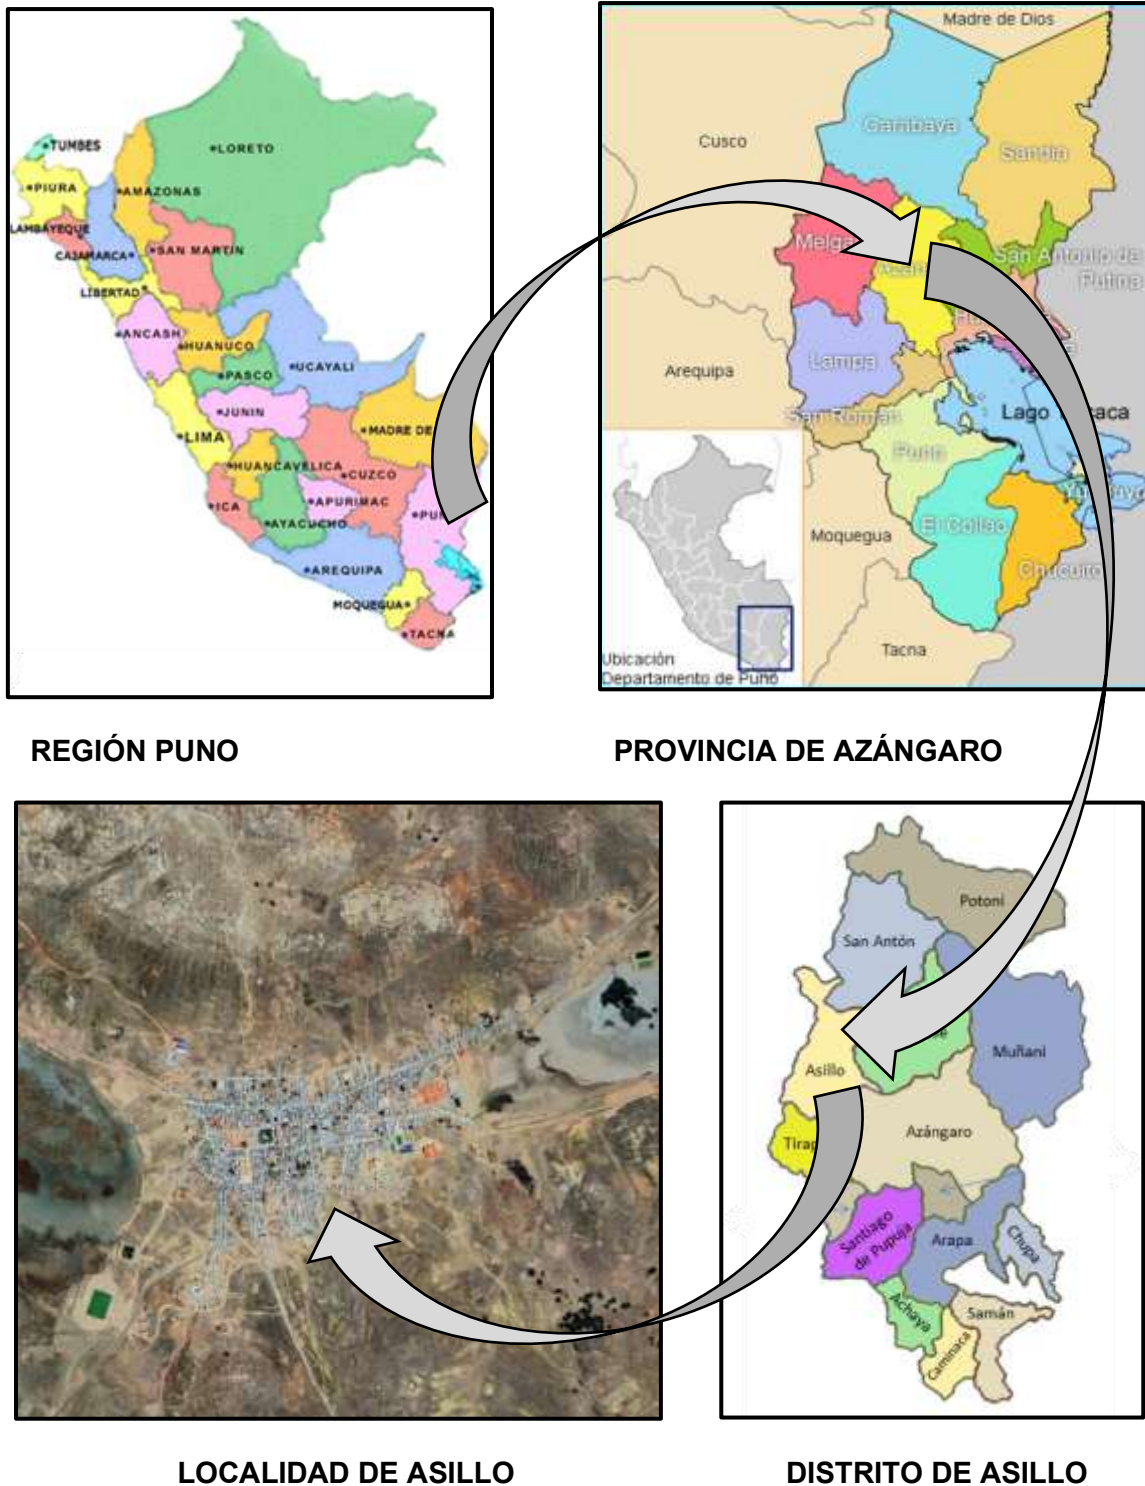 TUMBES
LORETO
PIURA
AMAZONAS
LAMBAYEQUE
CAJAMARCA
SAN MARTIN
LIBERTAD
ANCASH
HUANUCO
UCAYALI
PASCO
JUNIN
LIMA
MADRE DE
HUANCAVELICA
CUZCO
ICA
APURIMAC
AYACUCHO
AREQUIPA
MOQUEGUA
TACNA
Madre de Dios
Cusco
Carabaya
Sandia
San Antonio de
Putina
Arequipa
Lampa
San Román
Lago
Puno
Moquegua
El Collao
Chucuito
Tacna
Ubicación
Departamento de Puno
REGIÓN PUNO
PROVINCIA DE AZÁNGARO
Potoni
San Antón
Muñani
Asillo
Azángaro
Santiago
de Pupuja
Arapa
Chupa
Achaya
Samán
Caminaca
LOCALIDAD DE ASILLO
DISTRITO DE ASILLO